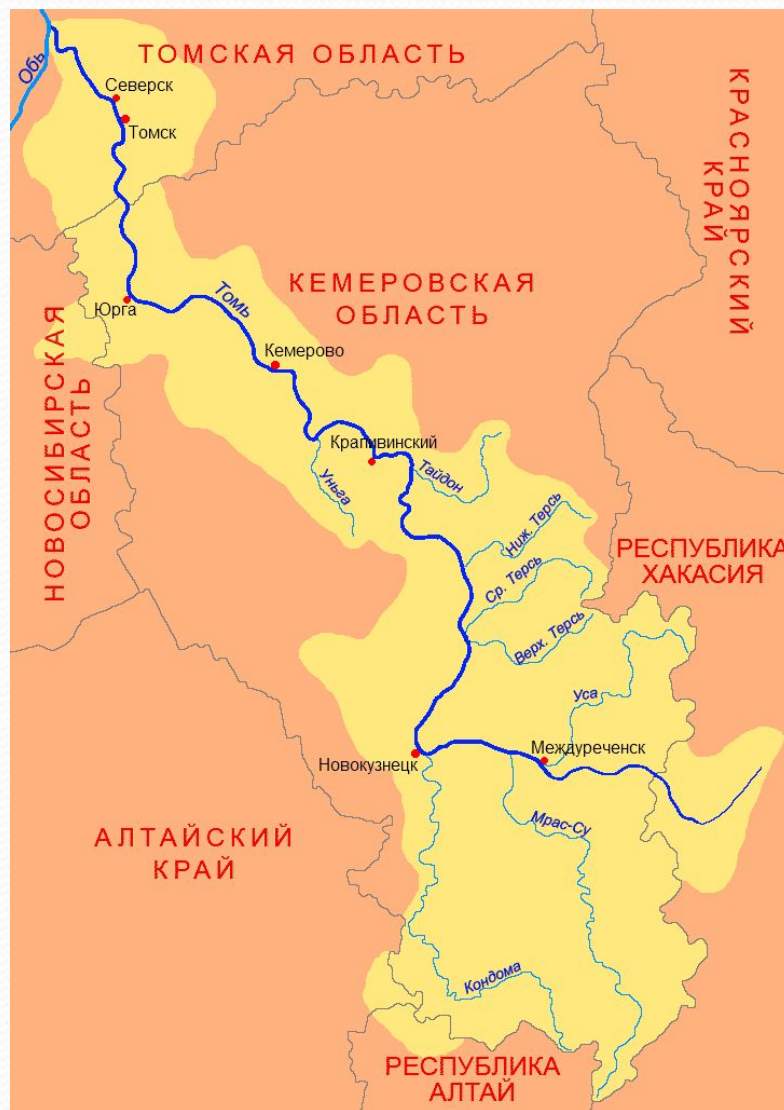 ТОМСКАЯ ОБЛАСТЬ
Обь
Северск
Томск
КРАСНОЯРСКИЙ
КРАЙ
КЕМЕРОВСКАЯ
ОБЛАСТЬ
Томь
Юрга
НОВОСИБИРСКАЯ
ОБЛАСТЬ
Кемерово
Крапивинский
Уньга
Тайдон
Ниж. Терсь
РЕСПУБЛИКА
ХАКАСИЯ
Ср. Терсь
Верх. Терсь
Уса
Междуреченск
Новокузнецк
Мрас-Су
АЛТАЙСКИЙ
КРАЙ
Кондома
РЕСПУБЛИКА
АЛТАЙ